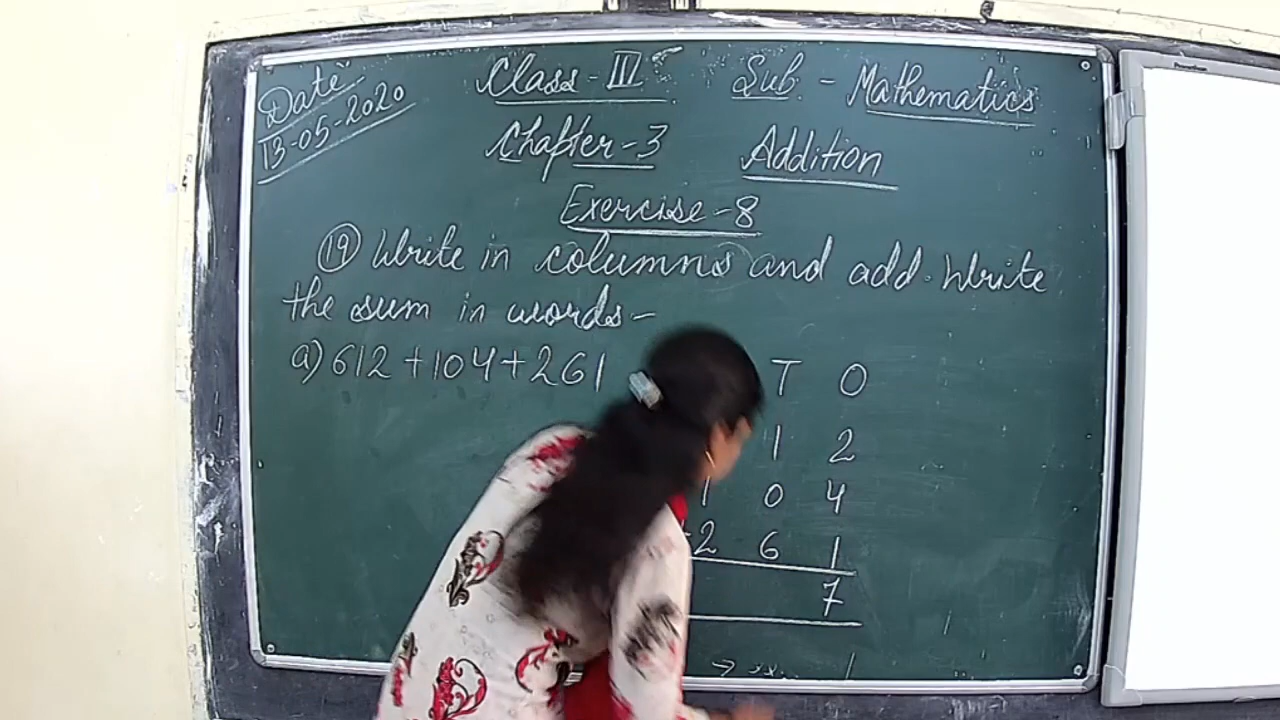 Date
13-05-2020
Class-III Sub - Mathematics
Chapter-3 Addition
Exercise-8
19 Write in columns and add. Write
the sum in words-
a) 612+104+261
T O
1 2
1 0 4
+2 6 1
7